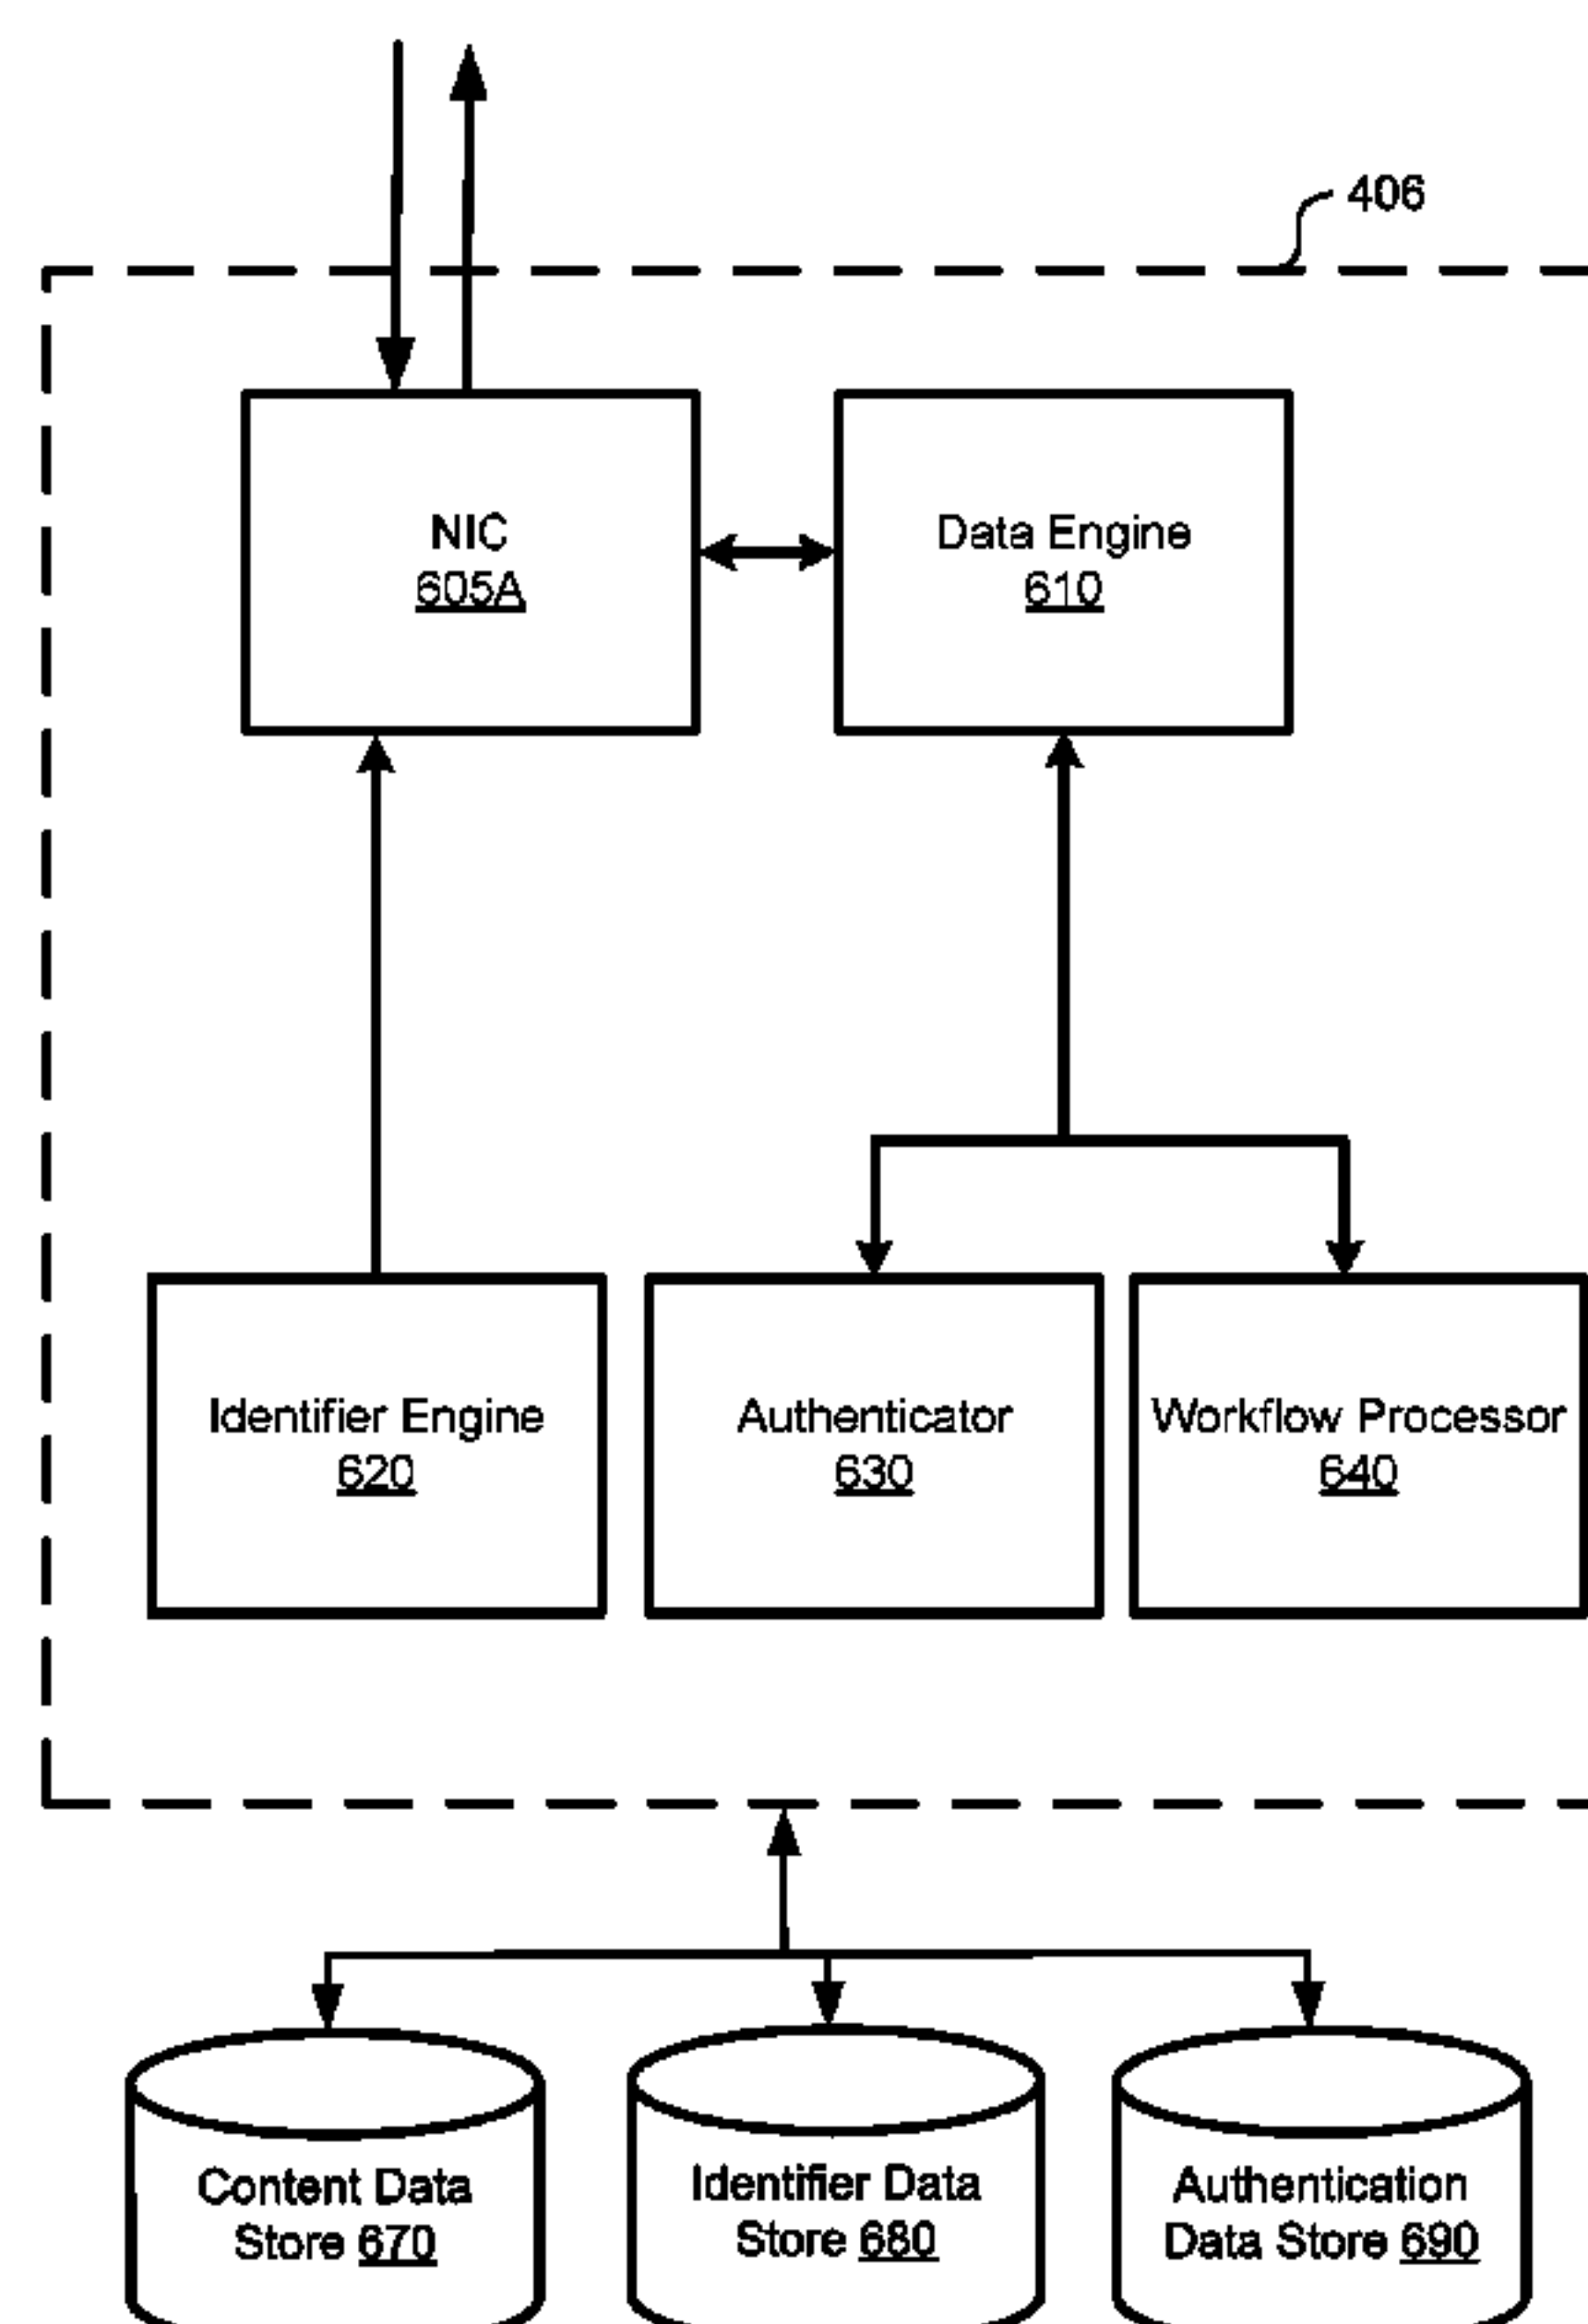 406
NIC
605A
Data Engine
610
Identifier Engine
620
Authenticator
630
Workflow Processor
640
Content Data
Store 670
Identifier Data
Store 680
Authentication
Data Store 690